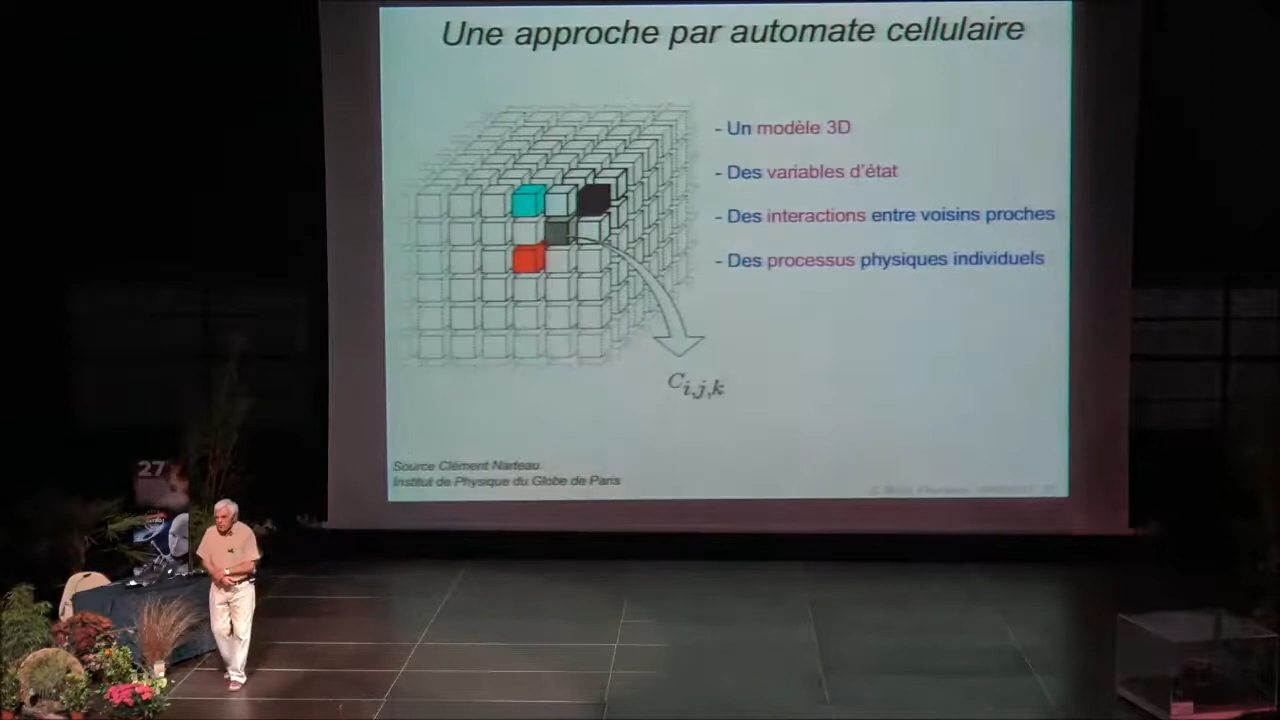 Une approche par automate cellulaire
- Un modèle 3D
- Des variables d'état
- Des interactions entre voisins proches
- Des processus physiques individuels
C i,j,k
Source Clément Narteau
Institut de Physique du Globe de Paris
27